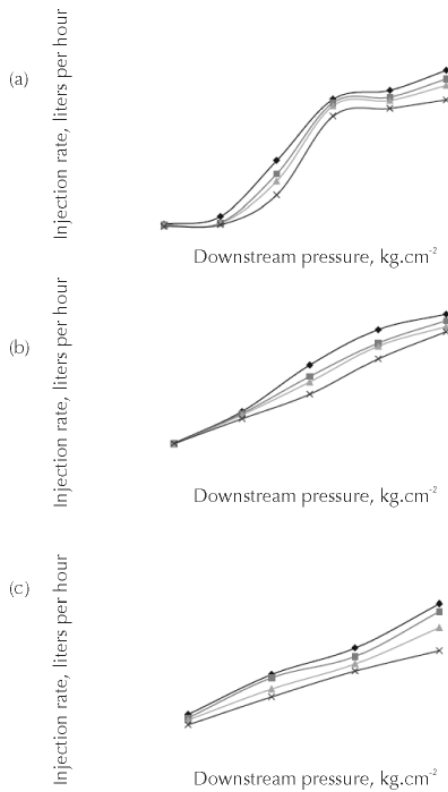 (a)
Injection rate, liters per hour
Downstream pressure, kg.cm⁻²
(b)
Injection rate, liters per hour
Downstream pressure, kg.cm⁻²
(c)
Injection rate, liters per hour
Downstream pressure, kg.cm⁻²